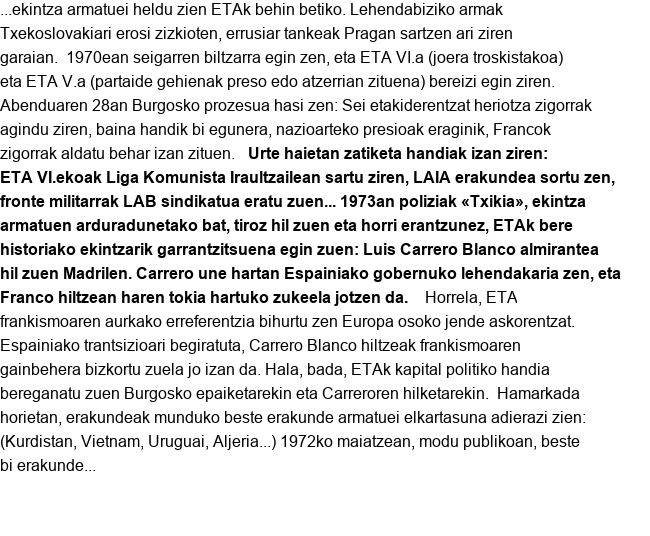 ...ekintza armatuei heldu zien ETAk behin betiko. Lehendabiziko armak
Txekoslovakiari erosi zizkioten, errusiar tankeak Pragan sartzen ari ziren
garaian.  1970ean seigarren biltzarra egin zen, eta ETA VI.a (joera troskistakoa)
eta ETA V.a (partaide gehienak preso edo atzerrian zituena) bereizi egin ziren.
Abenduaren 28an Burgosko prozesua hasi zen: Sei etakiderentzat heriotza zigorrak
agindu ziren, baina handik bi egunera, nazioarteko presioak eraginik, Francok
zigorrak aldatu behar izan zituen.   Urte haietan zatiketa handiak izan ziren:
ETA VI.ekoak Liga Komunista Iraultzailean sartu ziren, LAIA erakundea sortu zen,
fronte militarrak LAB sindikatua eratu zuen... 1973an poliziak «Txikia», ekintza
armatuen arduradunetako bat, tiroz hil zuen eta horri erantzunez, ETAk bere
historiako ekintzarik garrantzitsuena egin zuen: Luis Carrero Blanco almirantea
hil zuen Madrilen. Carrero une hartan Espainiako gobernuko lehendakaria zen, eta
Franco hiltzean haren tokia hartuko zukeela jotzen da.    Horrela, ETA
frankismoaren aurkako erreferentzia bihurtu zen Europa osoko jende askorentzat.
Espainiako trantsizioari begiratuta, Carrero Blanco hiltzeak frankismoaren
gainbehera bizkortu zuela jo izan da. Hala, bada, ETAk kapital politiko handia
bereganatu zuen Burgosko epaiketarekin eta Carreroren hilketarekin.  Hamarkada
horietan, erakundeak munduko beste erakunde armatuei elkartasuna adierazi zien:
(Kurdistan, Vietnam, Uruguai, Aljeria...) 1972ko maiatzean, modu publikoan, beste
bi erakunde...